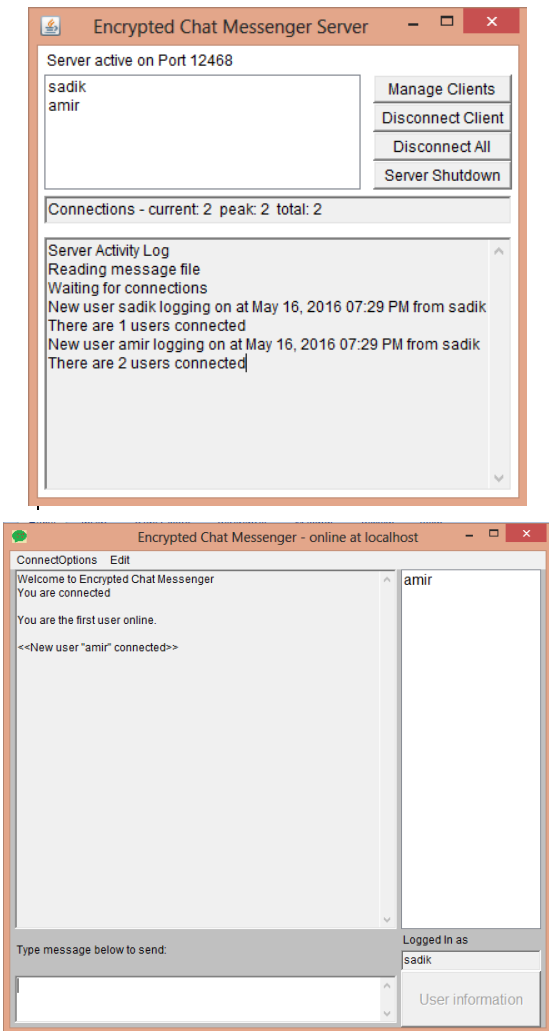 Encrypted Chat Messenger Server
Server active on Port 12468
sadik
amir
Manage Clients
Disconnect Client
Disconnect All
Server Shutdown
Connections - current: 2 peak: 2 total: 2
Server Activity Log
Reading message file
Waiting for connections
New user sadik logging on at May 16, 2016 07:29 PM from sadik
There are 1 users connected
New user amir logging on at May 16, 2016 07:29 PM from sadik
There are 2 users connected
Encrypted Chat Messenger - online at localhost
ConnectOptions Edit
Welcome to Encrypted Chat Messenger
You are connected
You are the first user online.
<<New user "amir" connected>>
amir
Type message below to send:
Logged In as
sadik
User information